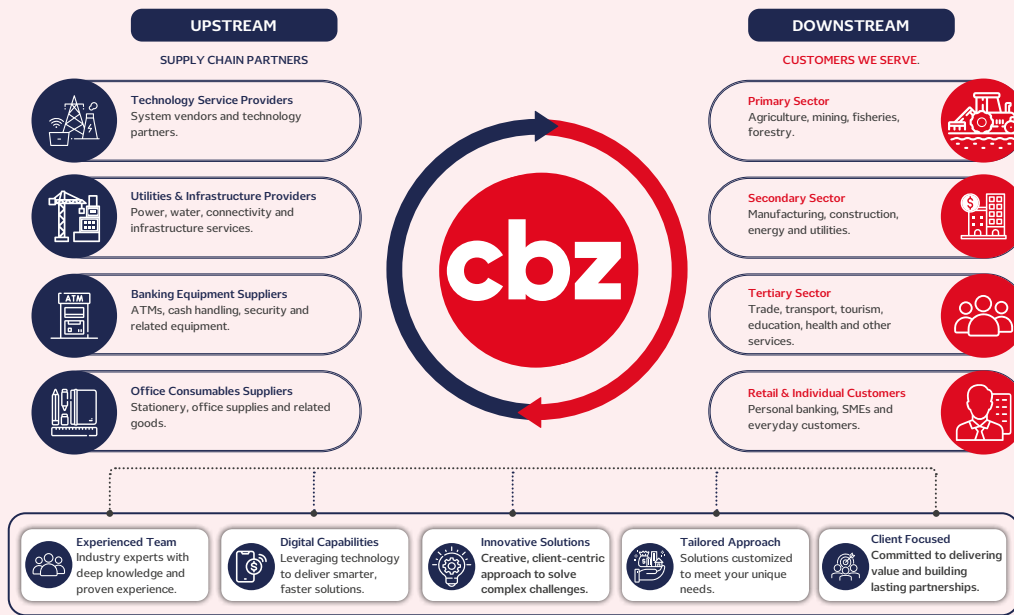 UPSTREAM
SUPPLY CHAIN PARTNERS
Technology Service Providers
System vendors and technology
partners.
Utilities & Infrastructure Providers
Power, water, connectivity and
infrastructure services.
ATM
Banking Equipment Suppliers
ATMs, cash handling, security and
related equipment.
Office Consumables Suppliers
Stationery, office supplies and related
goods.
cbz
DOWNSTREAM
CUSTOMERS WE SERVE.
Primary Sector
Agriculture, mining, fisheries,
forestry.
Secondary Sector
Manufacturing, construction,
energy and utilities.
$
Tertiary Sector
Trade, transport, tourism,
education, health and other
services.
Retail & Individual Customers
Personal banking, SMEs and
everyday customers.
Experienced Team
Industry experts with
deep knowledge and
proven experience.
$
Digital Capabilities
Leveraging technology
to deliver smarter,
faster solutions.
Innovative Solutions
Creative, client-centric
approach to solve
complex challenges.
Tailored Approach
Solutions customized
to meet your unique
needs.
Client Focused
Committed to delivering
value and building
lasting partnerships.